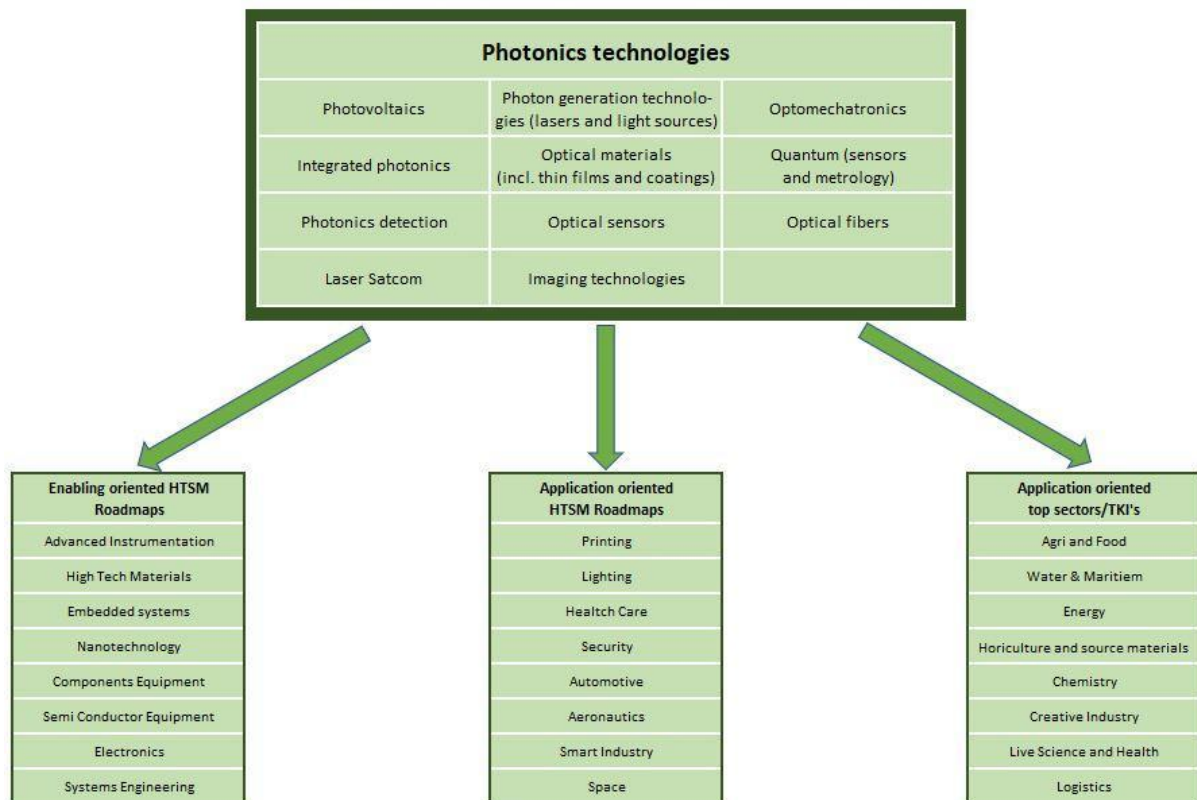 Photonics technologies
Photovoltaics
Photon generation technolo-
gies (lasers and light sources)
Optomechatronics
Integrated photonics
Optical materials
(incl. thin films and coatings)
Quantum (sensors
and metrology)
Photonics detection
Optical sensors
Optical fibers
Laser Satcom
Imaging technologies
Enabling oriented HTSM
Roadmaps
Advanced Instrumentation
High Tech Materials
Embedded systems
Nanotechnology
Components Equipment
Semi Conductor Equipment
Electronics
Systems Engineering
Application oriented
HTSM Roadmaps
Printing
Lighting
Healtch Care
Security
Automotive
Aeronautics
Smart Industry
Space
Application oriented
top sectors/TKI's
Agri and Food
Water & Maritiem
Energy
Horiculture and source materials
Chemistry
Creative Industry
Live Science and Health
Logistics